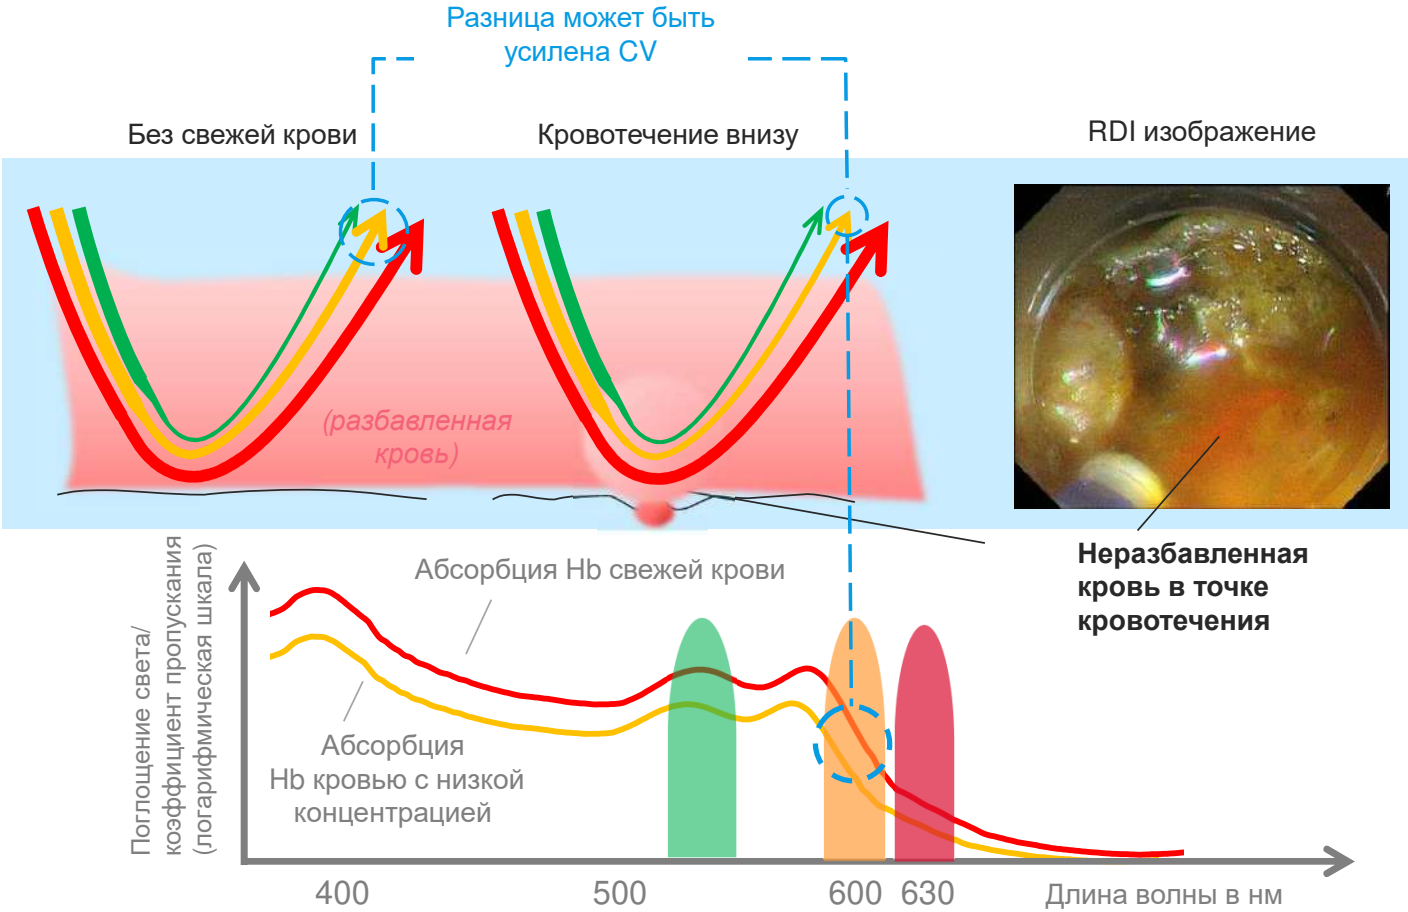 Разница может быть
усилена CV
Без свежей крови
Кровотечение внизу
RDI изображение
(разбавленная
кровь)
Неразбавленная
кровь в точке
кровотечения
Абсорбция Hb свежей крови
Абсорбция
Hb кровью с низкой
концентрацией
Поглощение света/
коэффициент пропускания
(логарифмическая шкала)
400
500
600
630
Длина волны в нм